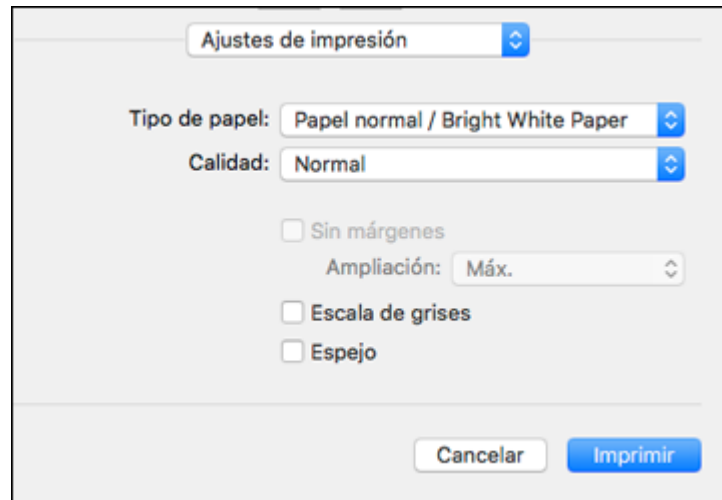 Ajustes de impresión
Tipo de papel: Papel normal / Bright White Paper
Calidad: Normal
Sin márgenes
Ampliación: Máx.
Escala de grises
Espejo
Cancelar Imprimir